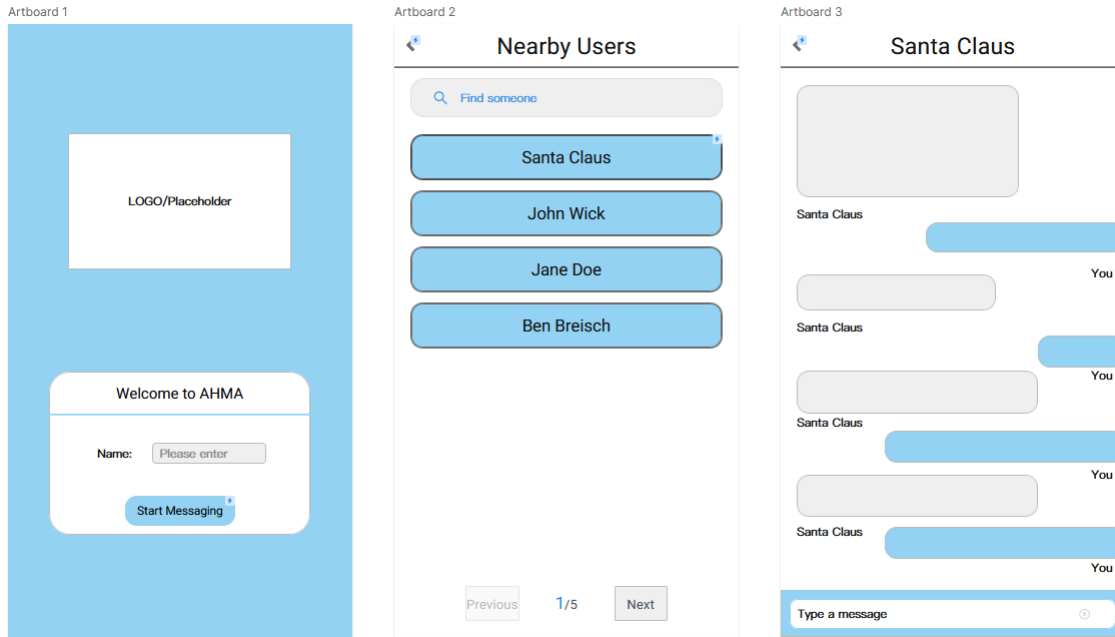 Artboard 1
LOGO/Placeholder
Welcome to AHMA
Name: Please enter
Start Messaging
Artboard 2
Nearby Users
Find someone
Santa Claus
John Wick
Jane Doe
Ben Breisch
Previous 1/5 Next
Artboard 3
Santa Claus
Santa Claus
You
Santa Claus
You
Santa Claus
You
Santa Claus
You
Type a message